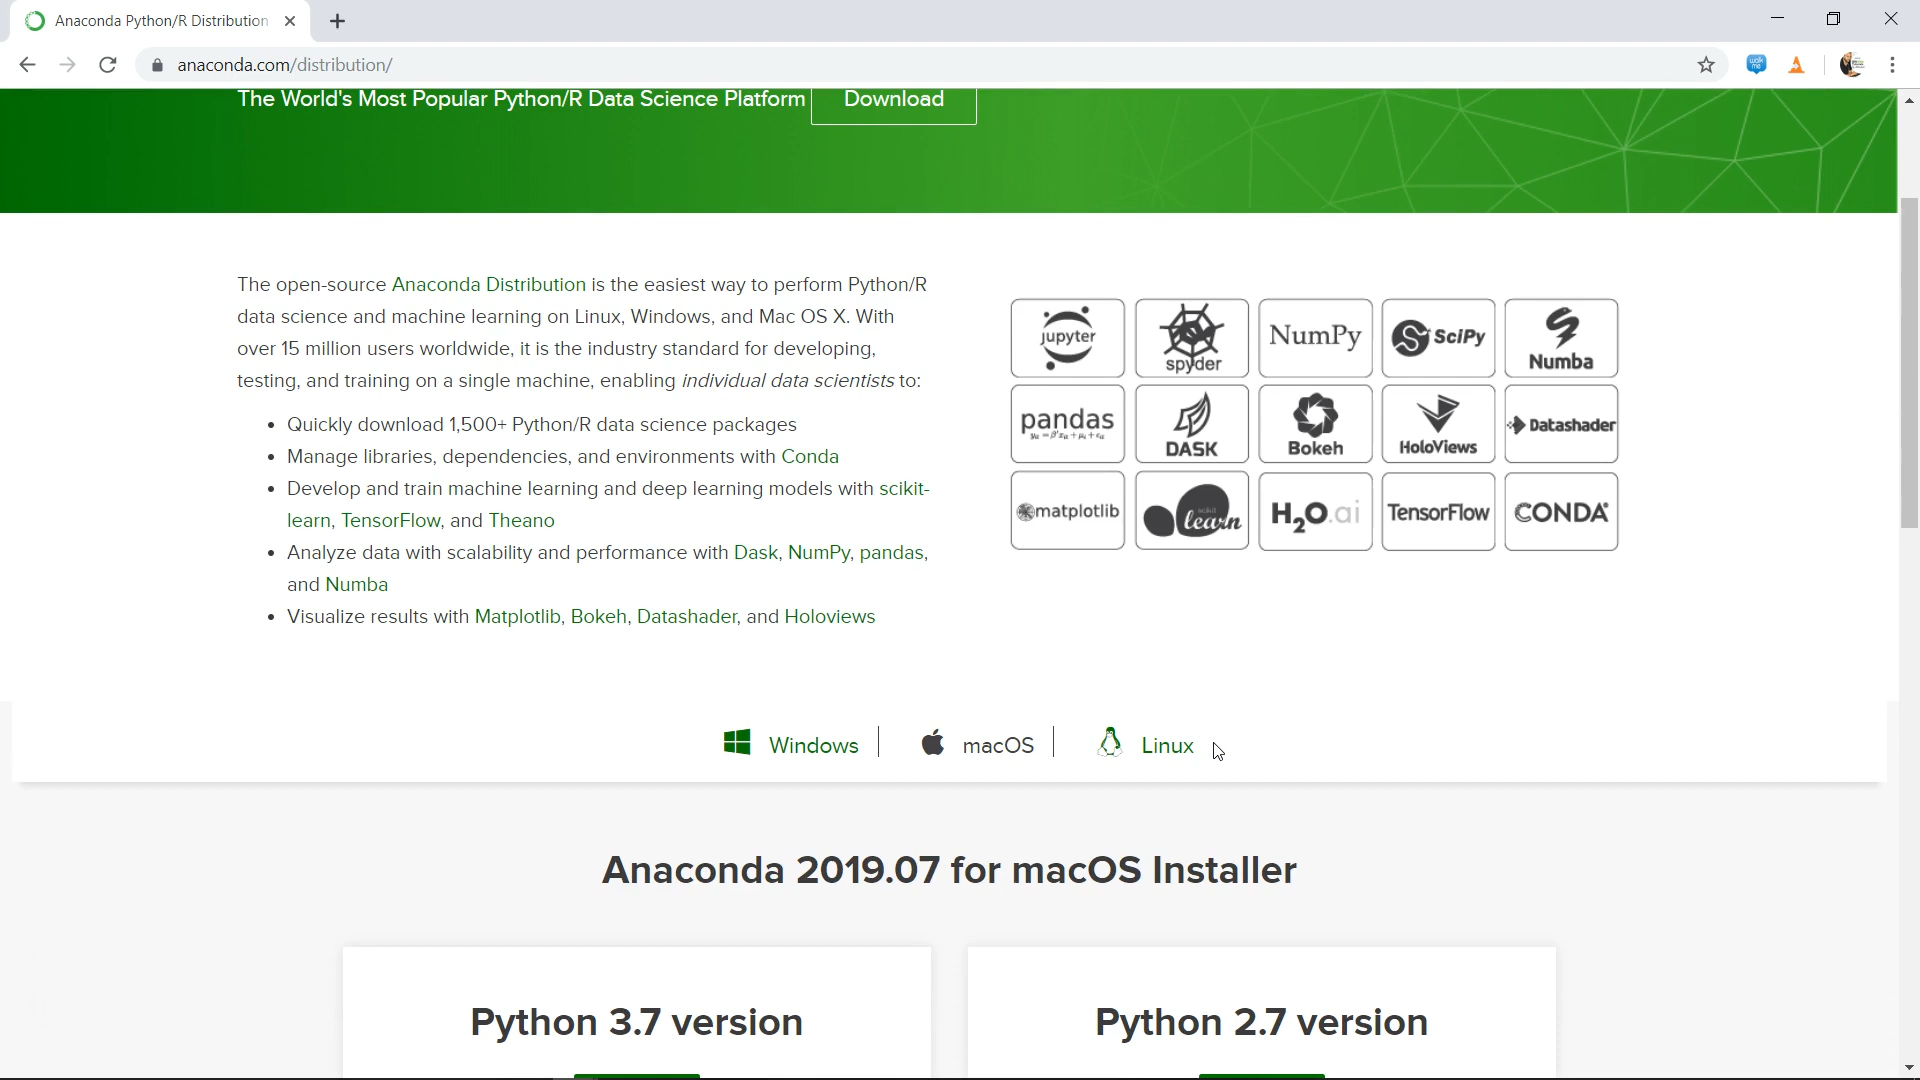 Anaconda Python/R Distribution
anaconda.com/distribution/
The World's Most Popular Python/R Data Science Platform
Download
The open-source Anaconda Distribution is the easiest way to perform Python/R
data science and machine learning on Linux, Windows, and Mac OS X. With
over 15 million users worldwide, it is the industry standard for developing,
testing, and training on a single machine, enabling individual data scientists to:
• Quickly download 1,500+ Python/R data science packages
• Manage libraries, dependencies, and environments with Conda
• Develop and train machine learning and deep learning models with scikit-
learn, TensorFlow, and Theano
• Analyze data with scalability and performance with Dask, NumPy, pandas,
and Numba
• Visualize results with Matplotlib, Bokeh, Datashader, and Holoviews
jupyter
spyder
NumPy
SciPy
Numba
pandas
DASK
Bokeh
HoloViews
Datashader
matplotlib
scikit
learn
H2O.ai
TensorFlow
CONDA
Windows
macOS
Linux
Anaconda 2019.07 for macOS Installer
Python 3.7 version
Python 2.7 version